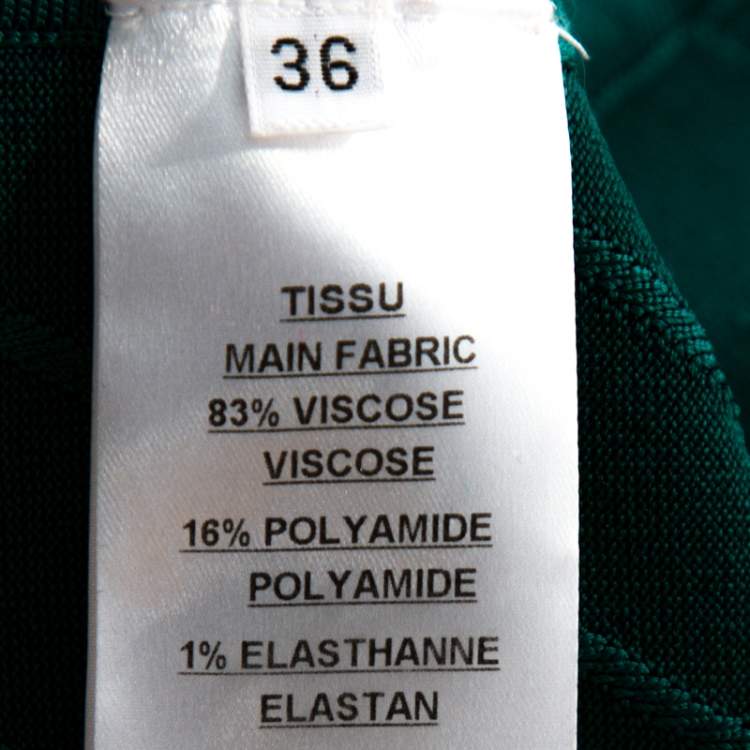 36
TISSU
MAIN FABRIC
83% VISCOSE
VISCOSE
16% POLYAMIDE
POLYAMIDE
1% ELASTHANNE
ELASTAN